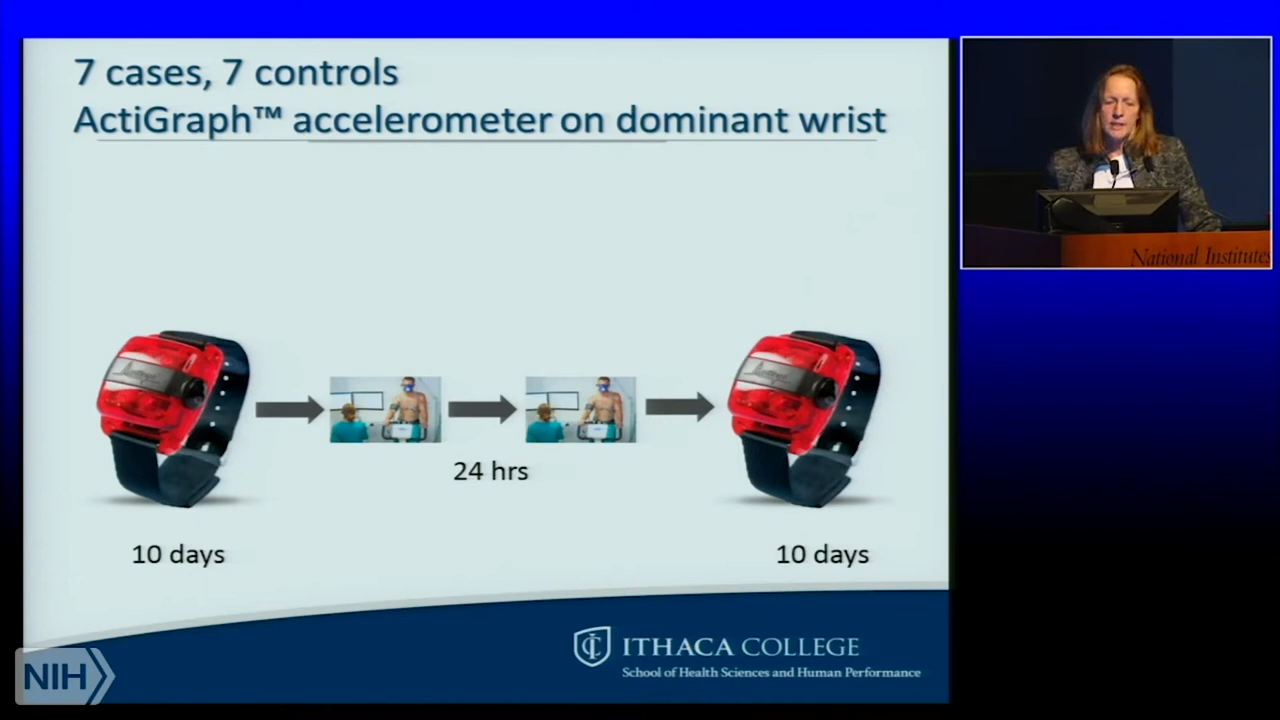 7 cases, 7 controls
ActiGraph™ accelerometer on dominant wrist
24 hrs
10 days
10 days
ITHACA COLLEGE
School of Health Sciences and Human Performance
NIH
National Institutes